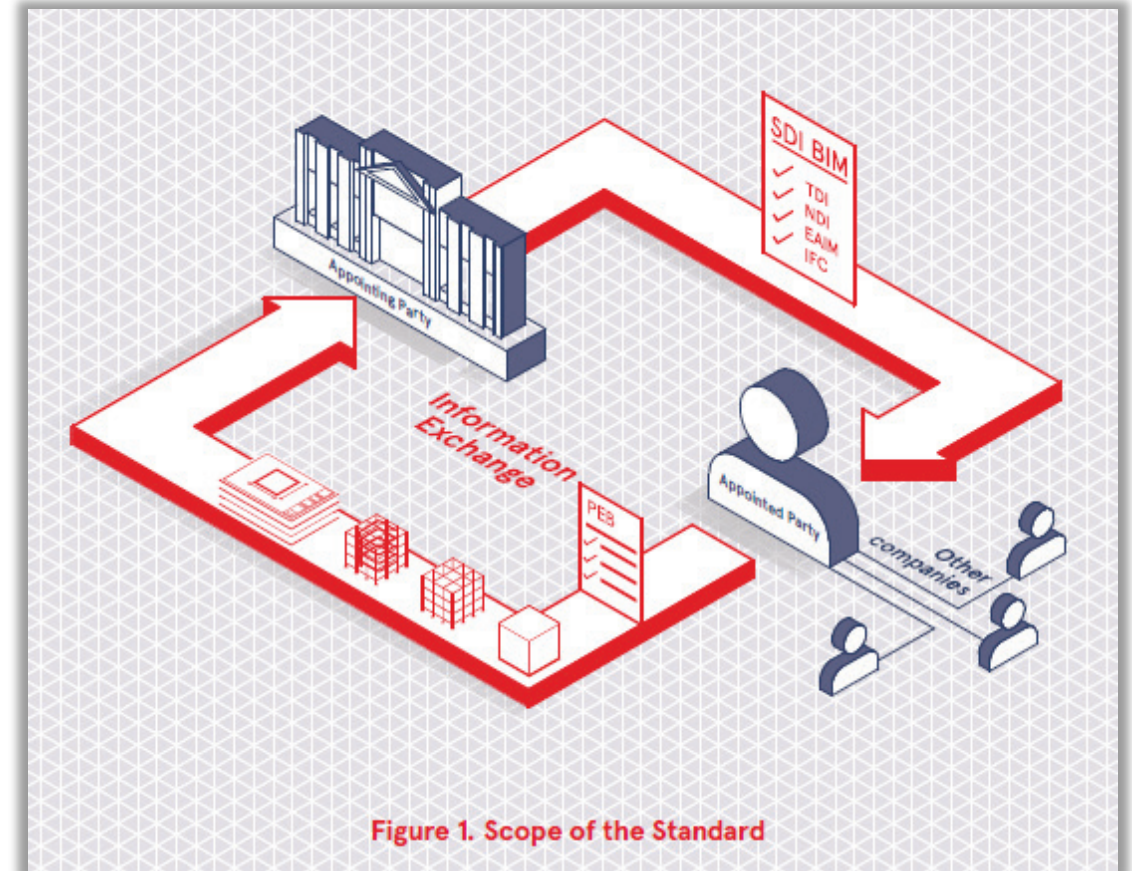 SDI BIM
TDI
NDI
EAIM
IFC
Appointing Party
Information
Exchange
PEB
Appointed Party
Other
companies
Figure 1. Scope of the Standard